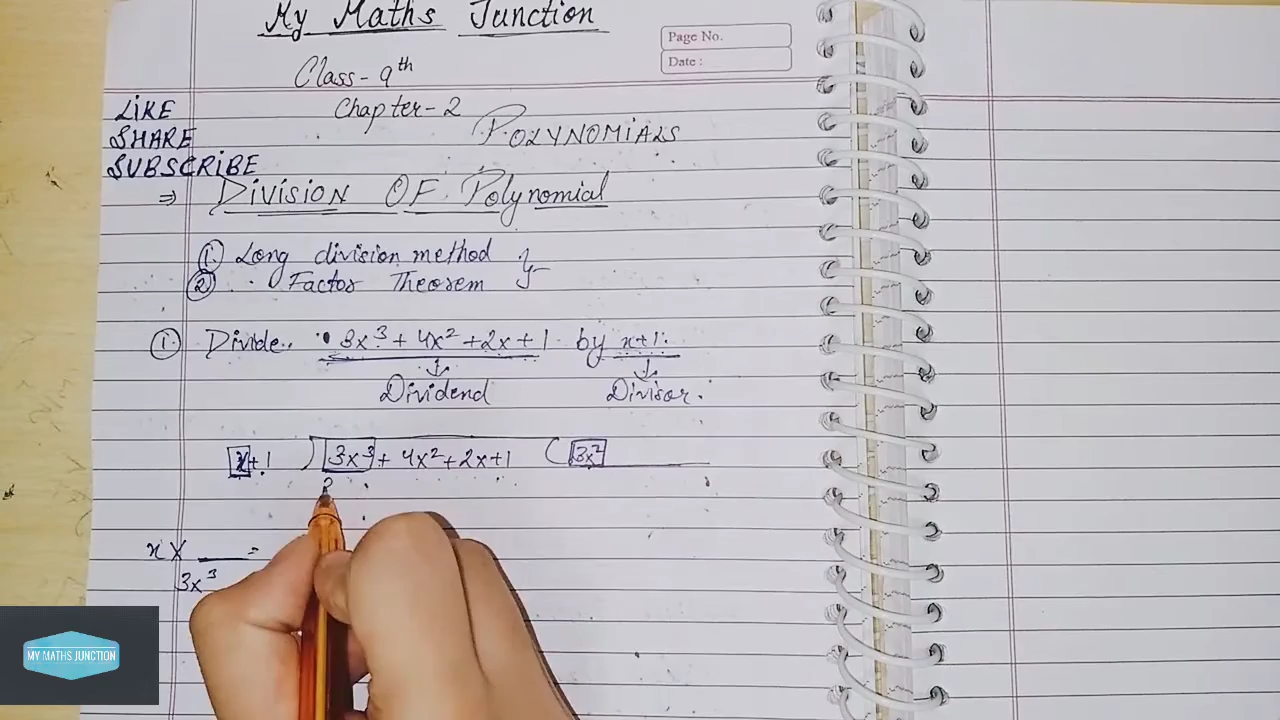 My Maths Junction
Page No.
Date :
Class - 9th
Chapter - 2
LIKE
SHARE
SUBSCRIBE
POLYNOMIALS
⇒ DIVISION OF Polynomial
① Long division method
② Factor Theorem
① Divide 3x³ + 4x² + 2x + 1 by x+1.
Dividend
Divisor
x+1 ) 3x³ + 4x² + 2x + 1 ( 3x²
x × ___ =
3x³
MY MATHS JUNCTION